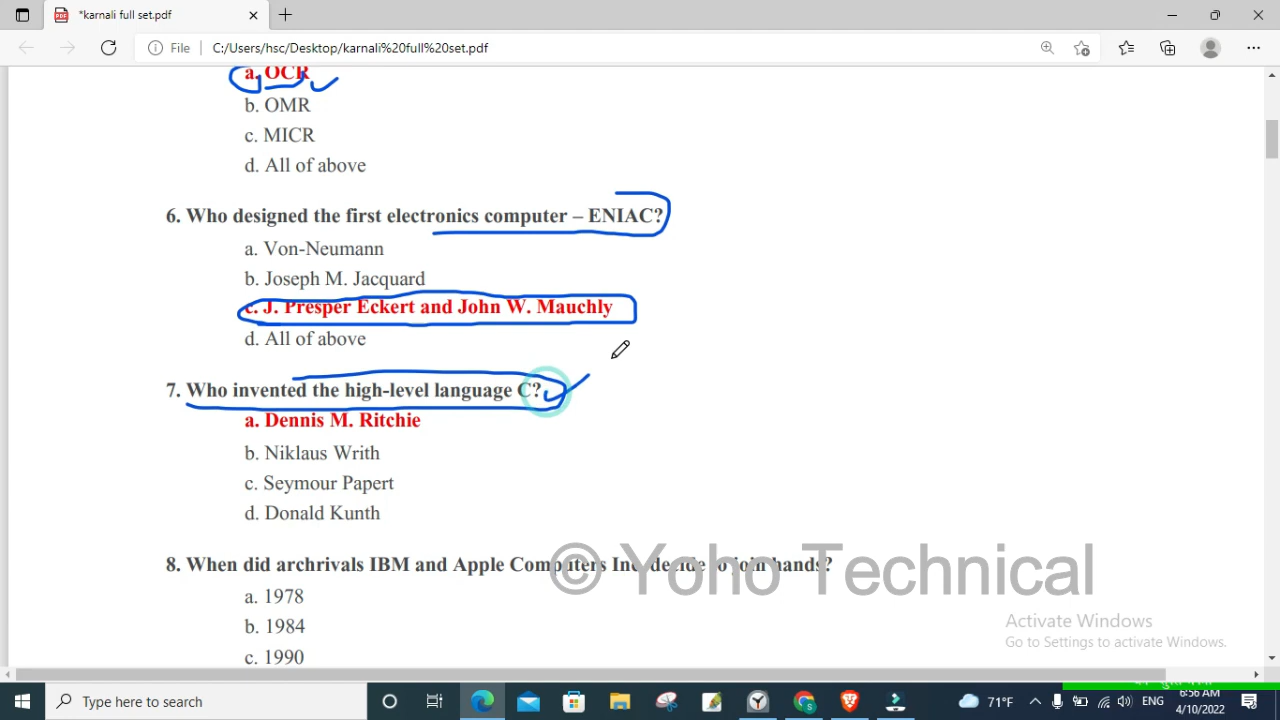 *karnali full set.pdf
File
C:/Users/hsc/Desktop/karnali%20full%20set.pdf
a. OCR
b. OMR
c. MICR
d. All of above
6. Who designed the first electronics computer – ENIAC?
a. Von-Neumann
b. Joseph M. Jacquard
c. J. Presper Eckert and John W. Mauchly
d. All of above
7. Who invented the high-level language C?
a. Dennis M. Ritchie
b. Niklaus Writh
c. Seymour Papert
d. Donald Kunth
8. When did archrivals IBM and Apple Computers Inc. decide to join hands?
© Yoho Technical
a. 1978
b. 1984
c. 1990
Activate Windows
Go to Settings to activate Windows.
Type here to search
71°F
ENG
6:56 AM
4/10/2022